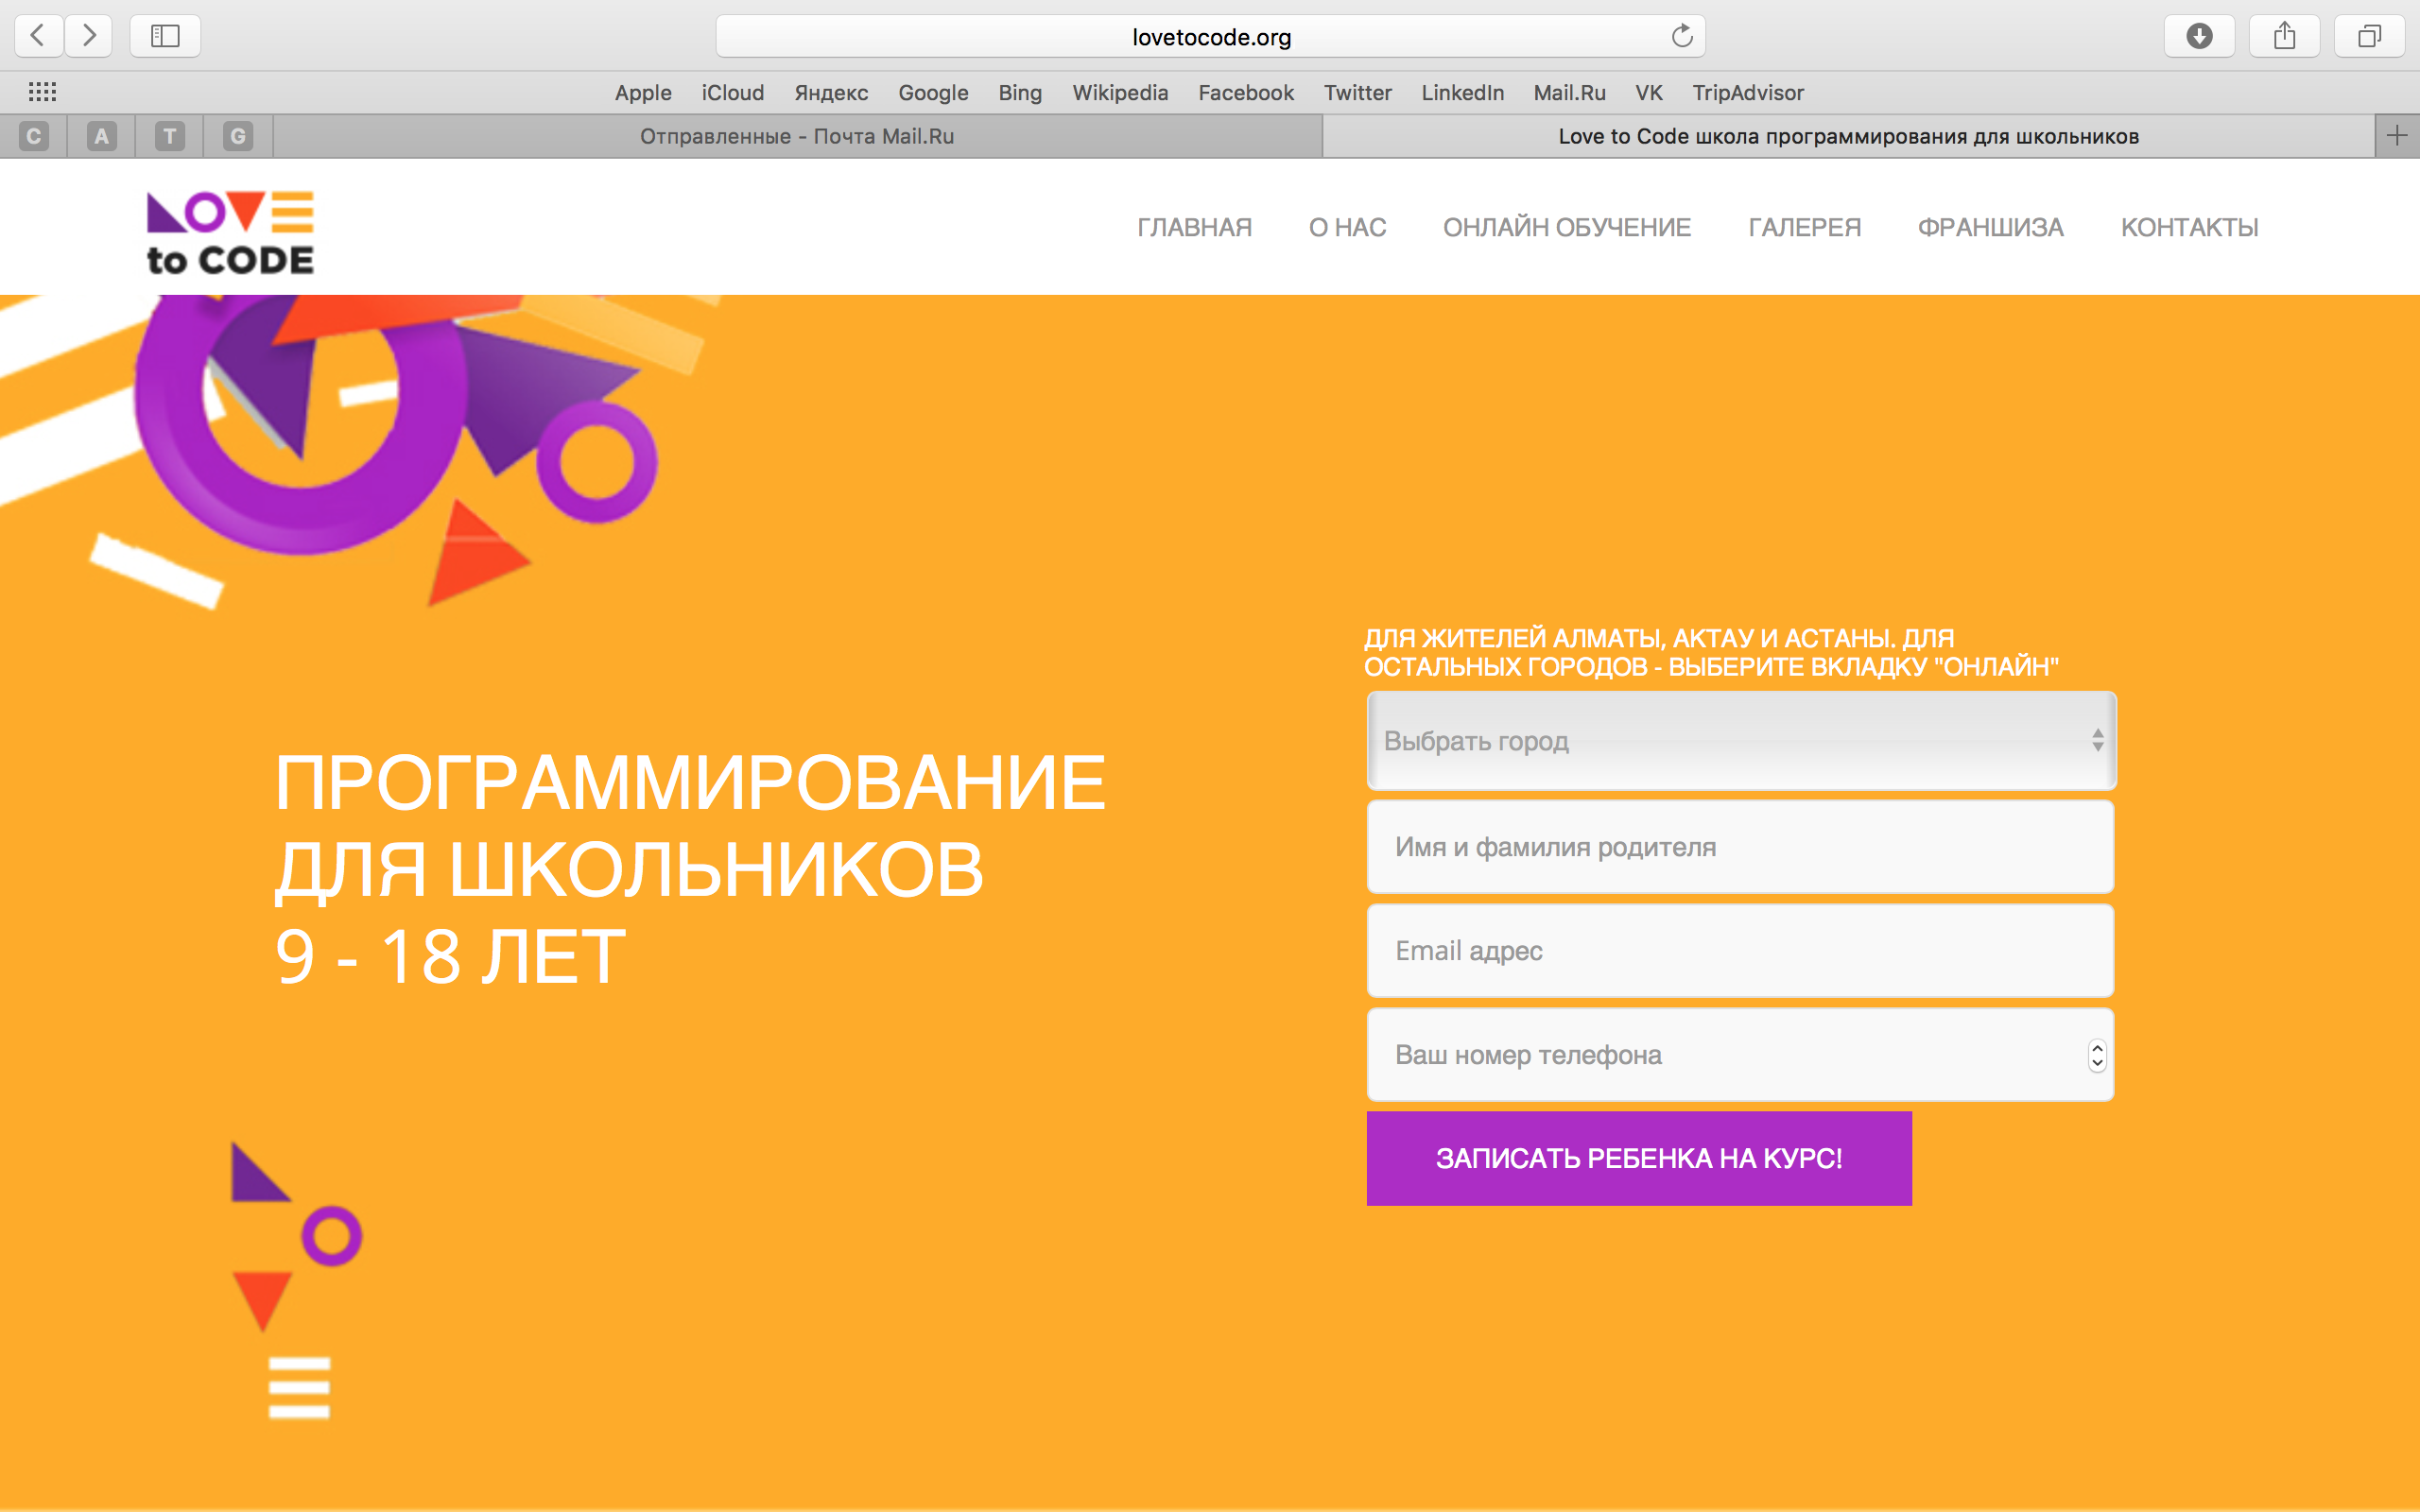 lovetocode.org
Apple iCloud Яндекс Google Bing Wikipedia Facebook Twitter LinkedIn Mail.Ru VK TripAdvisor
C A T G Отправленные - Почта Mail.Ru Love to Code школа программирования для школьников
LOVE
to CODE
ГЛАВНАЯ О НАС ОНЛАЙН ОБУЧЕНИЕ ГАЛЕРЕЯ ФРАНШИЗА КОНТАКТЫ
ПРОГРАММИРОВАНИЕ
ДЛЯ ШКОЛЬНИКОВ
9 - 18 ЛЕТ
ДЛЯ ЖИТЕЛЕЙ АЛМАТЫ, АКТАУ И АСТАНЫ. ДЛЯ
ОСТАЛЬНЫХ ГОРОДОВ - ВЫБЕРИТЕ ВКЛАДКУ "ОНЛАЙН"
Выбрать город
Имя и фамилия родителя
Email адрес
Ваш номер телефона
ЗАПИСАТЬ РЕБЕНКА НА КУРС!